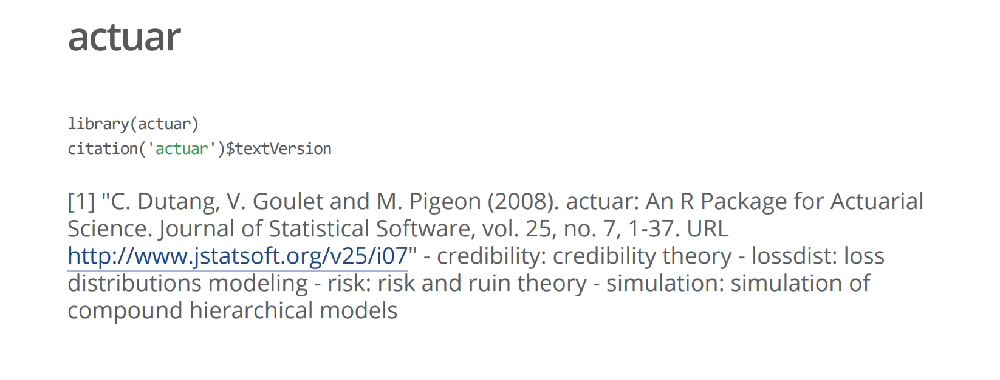 actuar
library(actuar)
citation('actuar')$textVersion
[1] "C. Dutang, V. Goulet and M. Pigeon (2008). actuar: An R Package for Actuarial
Science. Journal of Statistical Software, vol. 25, no. 7, 1-37. URL
http://www.jstatsoft.org/v25/i07" - credibility: credibility theory - lossdist: loss
distributions modeling - risk: risk and ruin theory - simulation: simulation of
compound hierarchical models